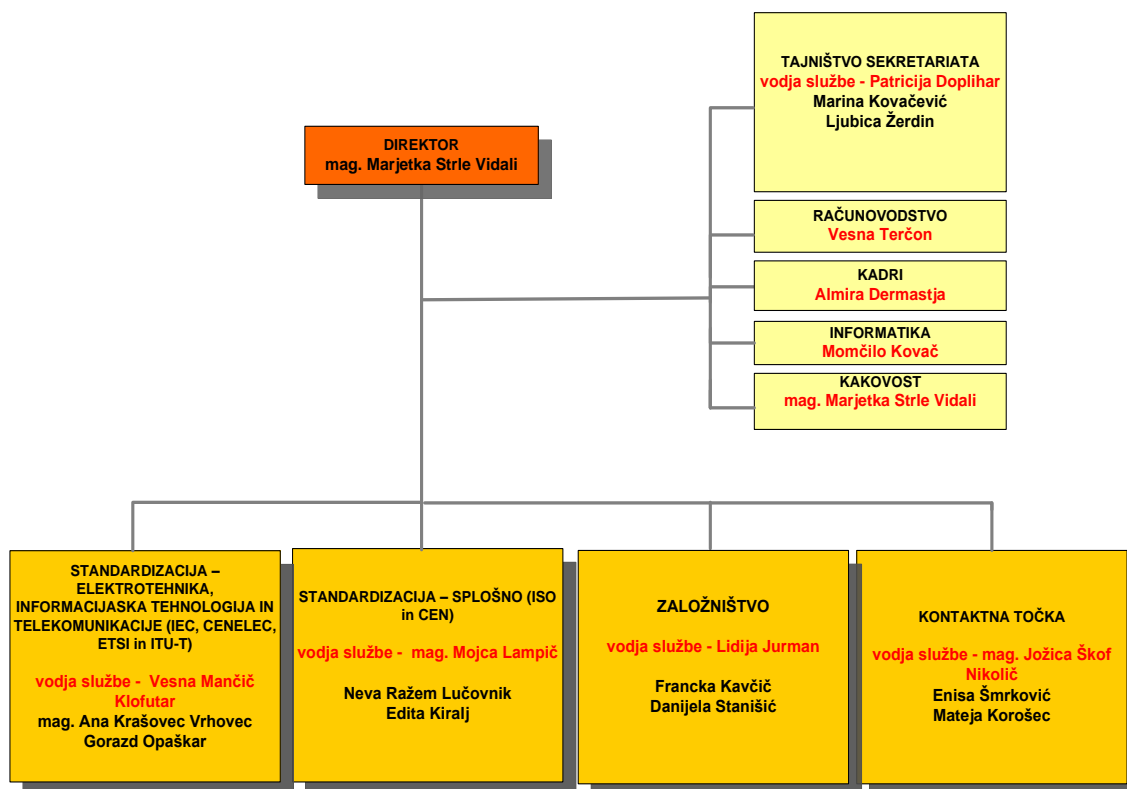 DIREKTOR
mag. Marjetka Strle Vidali
TAJNIŠTVO SEKRETARIATA
vodja službe - Patricija Doplihar
Marina Kovačević
Ljubica Žerdin
RAČUNOVODSTVO
Vesna Terčon
KADRI
Almira Dermastja
INFORMATIKA
Momčilo Kovač
KAKOVOST
mag. Marjetka Strle Vidali
STANDARDIZACIJA –
ELEKTROTEHNIKA,
INFORMACIJASKA TEHNOLOGIJA IN
TELEKOMUNIKACIJE (IEC, CENELEC,
ETSI in ITU-T)
vodja službe - Vesna Mančič
Klofutar
mag. Ana Krašovec Vrhovec
Gorazd Opaškar
STANDARDIZACIJA – SPLOŠNO (ISO
in CEN)
vodja službe - mag. Mojca Lampič
Neva Ražem Lučovnik
Edita Kiralj
ZALOŽNIŠTVO
vodja službe - Lidija Jurman
Francka Kavčič
Danijela Stanišić
KONTAKTNA TOČKA
vodja službe - mag. Jožica Škof
Nikolič
Enisa Šmrković
Mateja Korošec